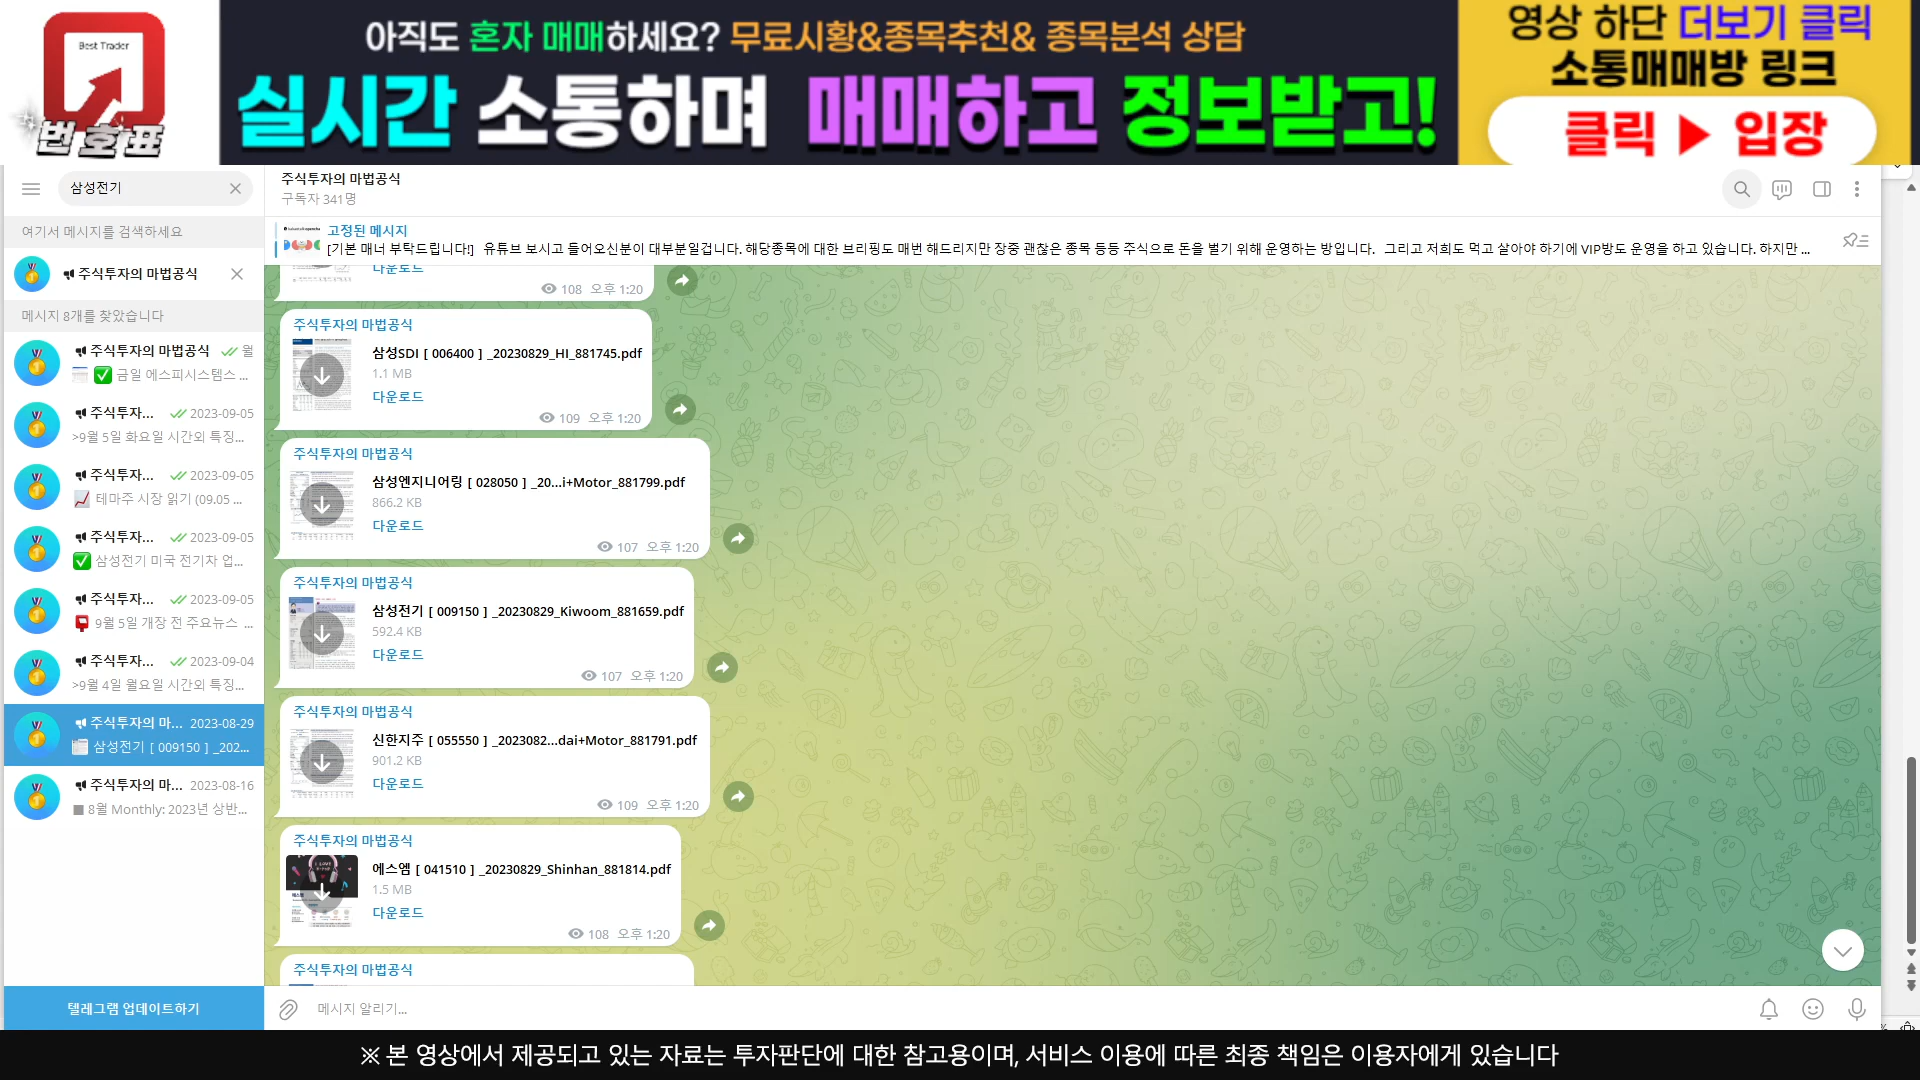 Best Trader
번호표
아직도 혼자 매매하세요? 무료시황&종목추천& 종목분석 상담
실시간 소통하며 매매하고 정보받고!
영상 하단 더보기 클릭
소통매매방 링크
클릭 ▶ 입장
삼성전기
여기서 메시지를 검색하세요
주식투자의 마법공식
메시지 8개를 찾았습니다
주식투자의 마법공식 월
✅ 금일 에스피시스템스 ...
주식투자... 2023-09-05
>9월 5일 화요일 시간외 특징...
주식투자... 2023-09-05
테마주 시장 읽기 (09.05 ...
주식투자... 2023-09-05
✅ 삼성전기 미국 전기차 업...
주식투자... 2023-09-05
9월 5일 개장 전 주요뉴스 ...
주식투자... 2023-09-04
>9월 4일 월요일 시간외 특징...
주식투자의 마... 2023-08-29
삼성전기 [ 009150 ] _202...
주식투자의 마... 2023-08-16
■ 8월 Monthly: 2023년 상반...
텔레그램 업데이트하기
주식투자의 마법공식
구독자 341명
고정된 메시지
[기본 매너 부탁드립니다!] 유튜브 보시고 들어오신분이 대부분일겁니다. 해당종목에 대한 브리핑도 매번 해드리지만 장중 괜찮은 종목 등등 주식으로 돈을 벌기 위해 운영하는 방입니다. 그리고 저희도 먹고 살아야 하기에 VIP방도 운영을 하고 있습니다. 하지만 ...
다운로드
108 오후 1:20
주식투자의 마법공식
삼성SDI [ 006400 ] _20230829_HI_881745.pdf
1.1 MB
다운로드
109 오후 1:20
주식투자의 마법공식
삼성엔지니어링 [ 028050 ] _20...i+Motor_881799.pdf
866.2 KB
다운로드
107 오후 1:20
주식투자의 마법공식
삼성전기 [ 009150 ] _20230829_Kiwoom_881659.pdf
592.4 KB
다운로드
107 오후 1:20
주식투자의 마법공식
신한지주 [ 055550 ] _2023082...dai+Motor_881791.pdf
901.2 KB
다운로드
109 오후 1:20
주식투자의 마법공식
에스엠 [ 041510 ] _20230829_Shinhan_881814.pdf
1.5 MB
다운로드
108 오후 1:20
주식투자의 마법공식
메시지 알리기...
※ 본 영상에서 제공되고 있는 자료는 투자판단에 대한 참고용이며, 서비스 이용에 따른 최종 책임은 이용자에게 있습니다